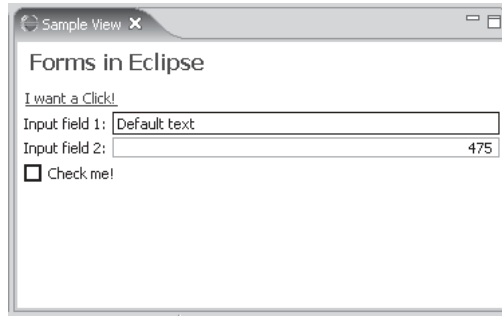 Sample View
Forms in Eclipse
I want a Click!
Input field 1: Default text
Input field 2: 475
Check me!